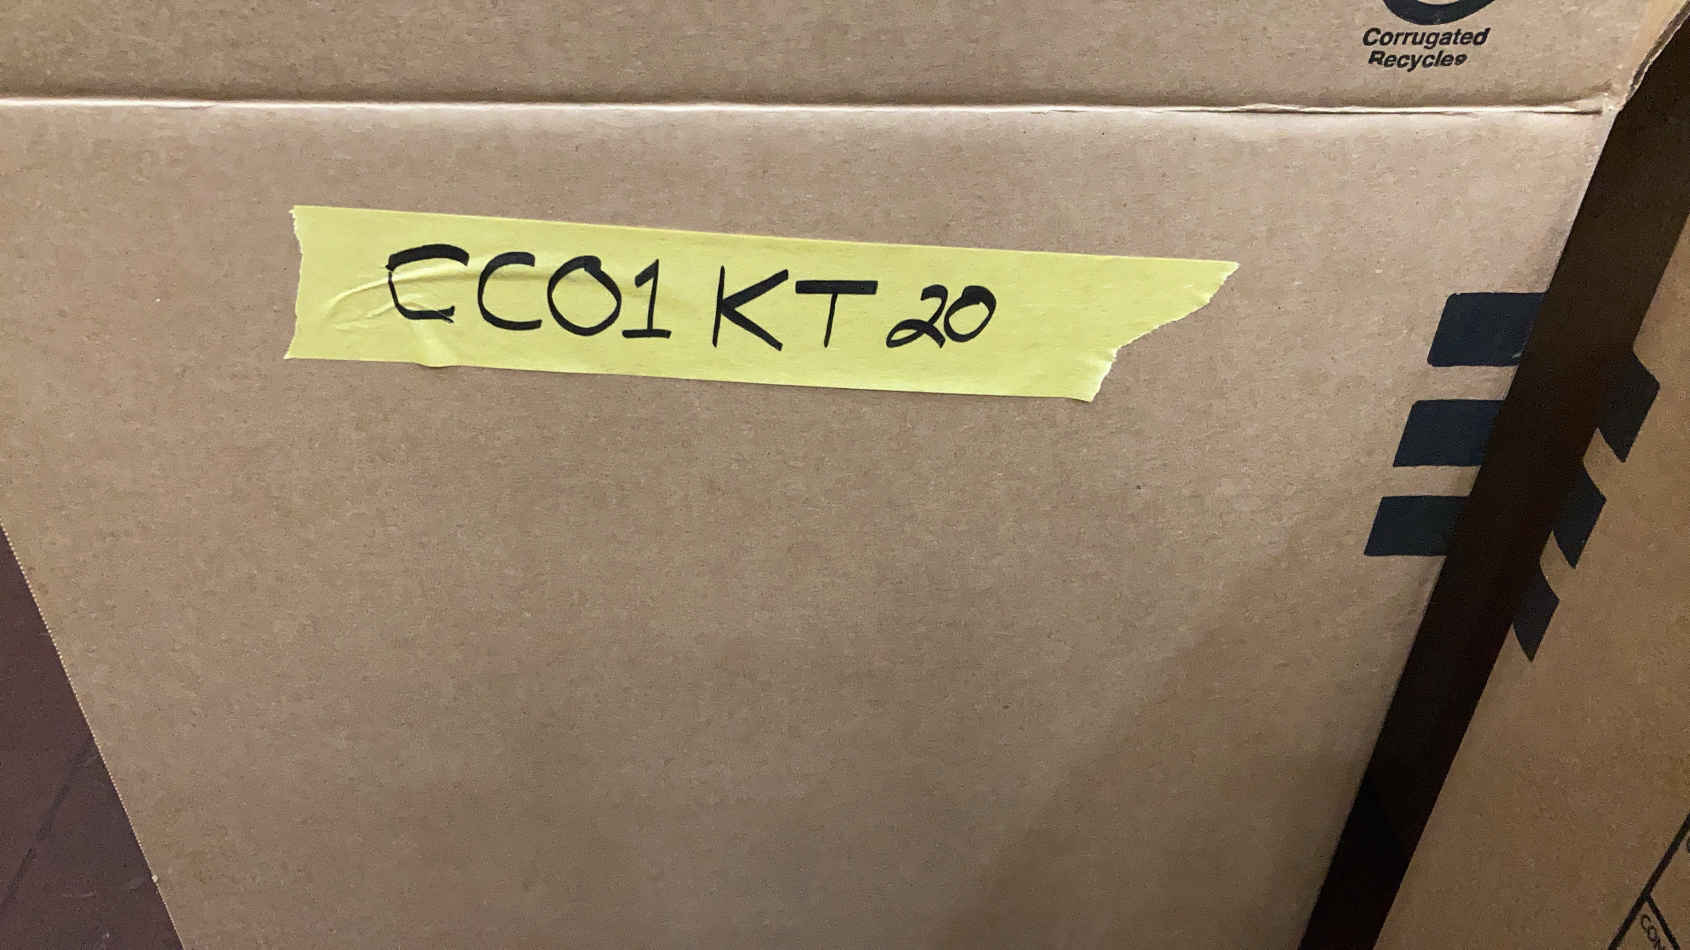 Corrugated
Recycles
CC01 KT 20